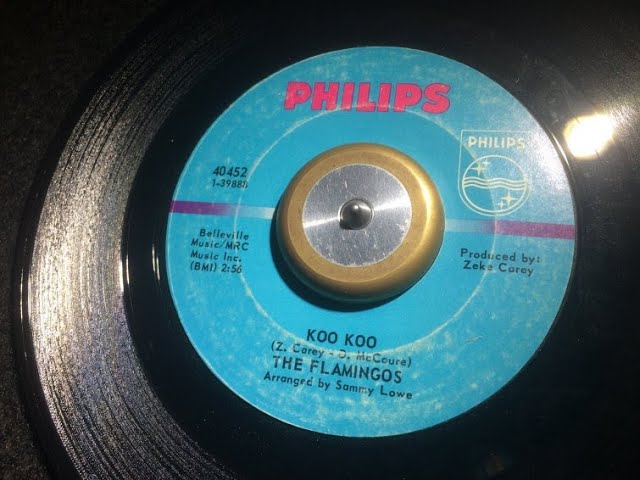 PHILIPS
PHILIPS
40452
1-39888
Belleville
Music/MRC
Music Inc.
(BMI) 2:56
Produced by:
Zeke Carey
KOO KOO
(Z. Carey - D. McCoure)
THE FLAMINGOS
Arranged by Sammy Lowe